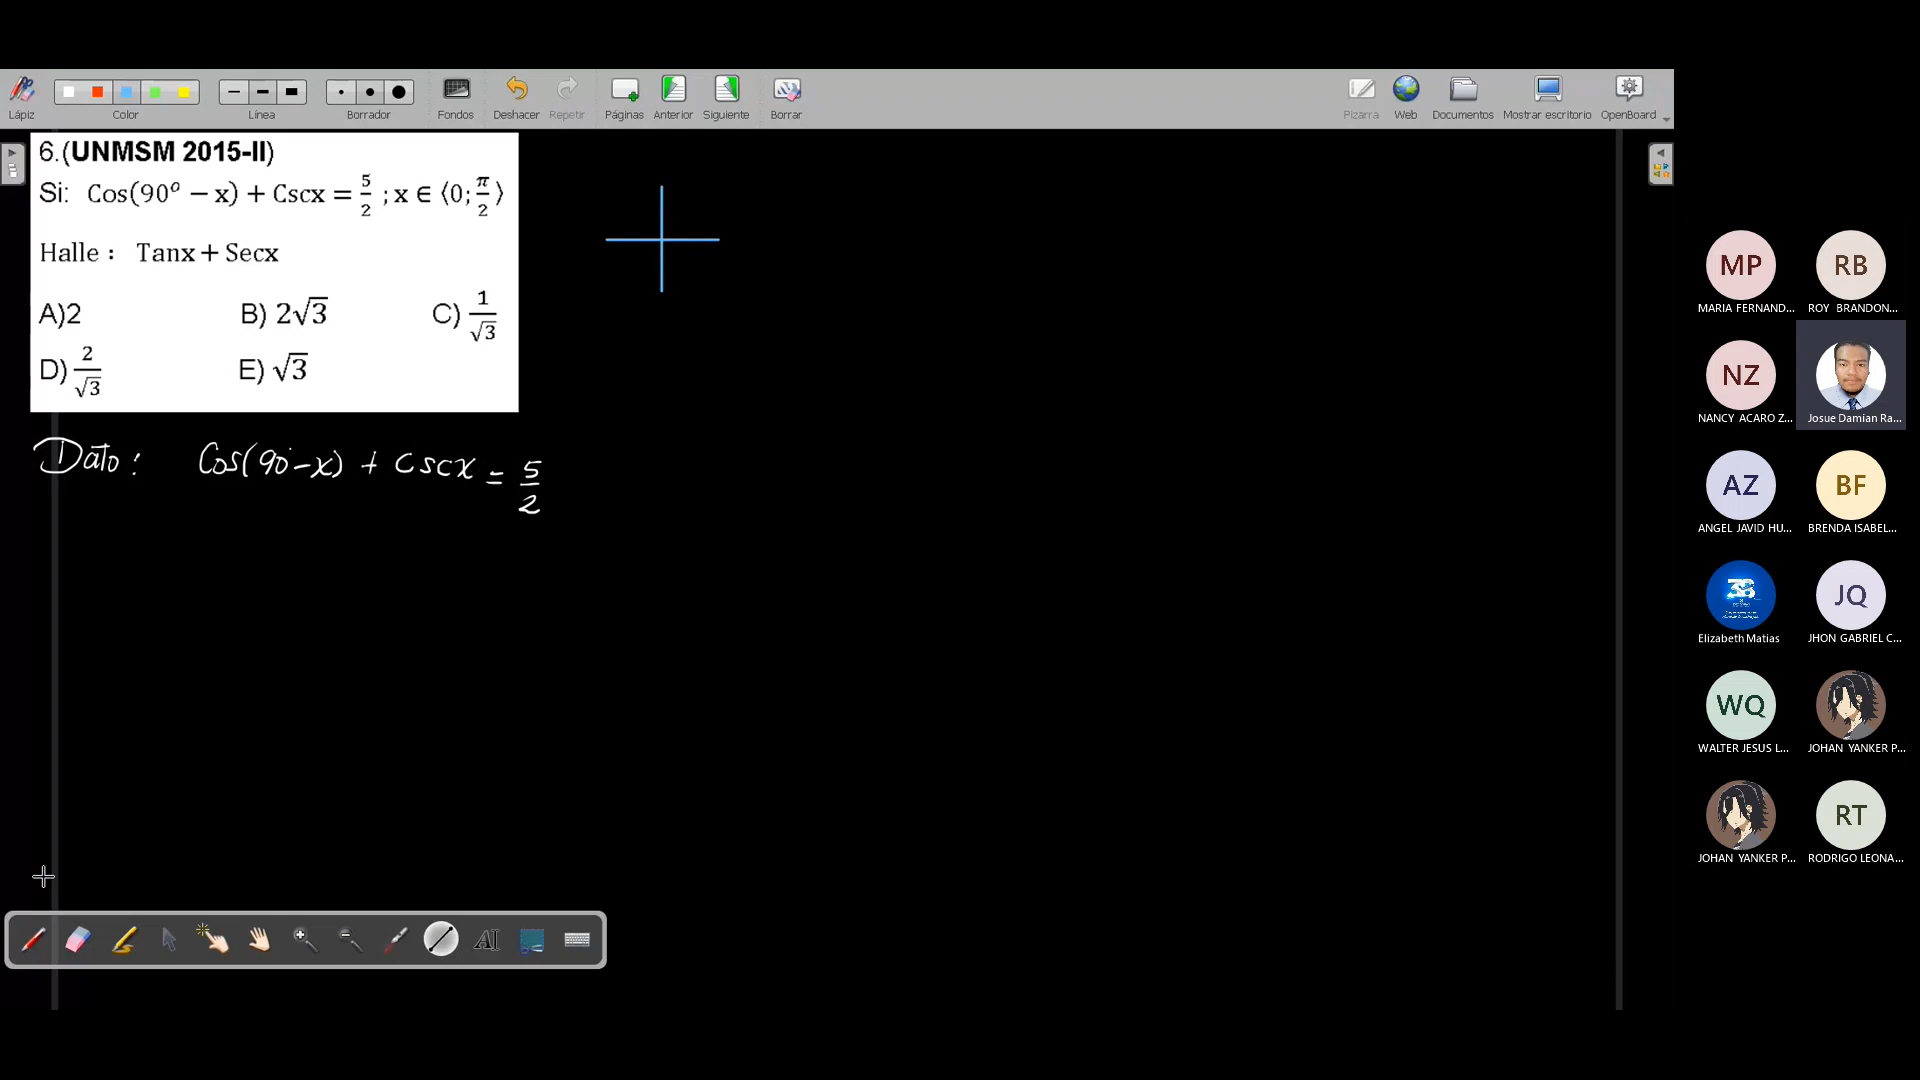 Lápiz
Color
Línea
Borrador
Fondos
Deshacer
Repetir
Páginas
Anterior
Siguiente
Borrar
Pizarra
Web
Documentos
Mostrar escritorio
OpenBoard
6.(UNMSM 2015-II)
Si: Cos(90° − x) + Cscx = 5/2 ; x ∈ ⟨0; π/2⟩
Halle : Tanx + Secx
A)2 B) 2√3 C) 1/√3
D) 2/√3 E) √3
Dato: Cos(90°-x) + cscx = 5/2
AI
MP
MARIA FERNAND...
RB
ROY BRANDON...
NZ
NANCY ACARO Z...
Josue Damian Ra...
AZ
ANGEL JAVID HU...
BF
BRENDA ISABEL...
3B
Elizabeth Matias
JQ
JHON GABRIEL C...
WQ
WALTER JESUS L...
JOHAN YANKER P...
JOHAN YANKER P...
RT
RODRIGO LEONA...